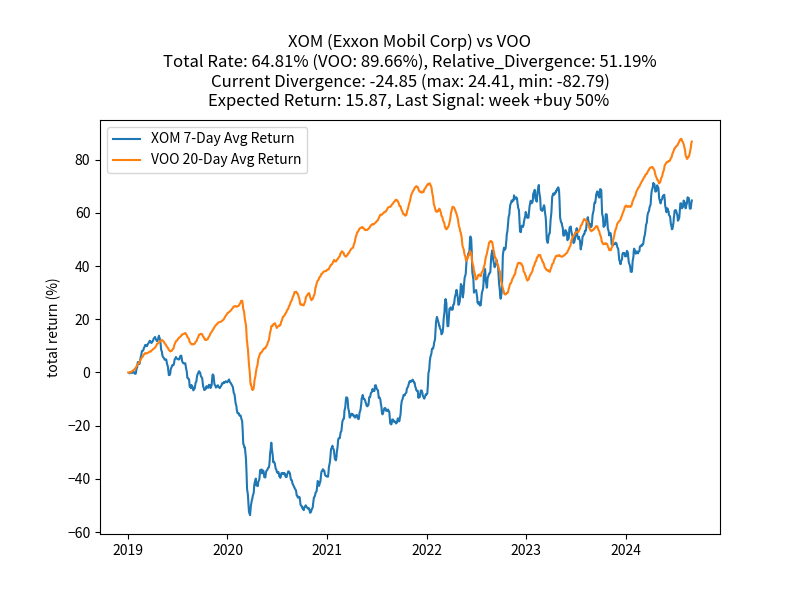 XOM (Exxon Mobil Corp) vs VOO
Total Rate: 64.81% (VOO: 89.66%), Relative_Divergence: 51.19%
Current Divergence: -24.85 (max: 24.41, min: -82.79)
Expected Return: 15.87, Last Signal: week +buy 50%
XOM 7-Day Avg Return
VOO 20-Day Avg Return
total return (%)
80
60
40
20
0
−20
−40
−60
2019
2020
2021
2022
2023
2024